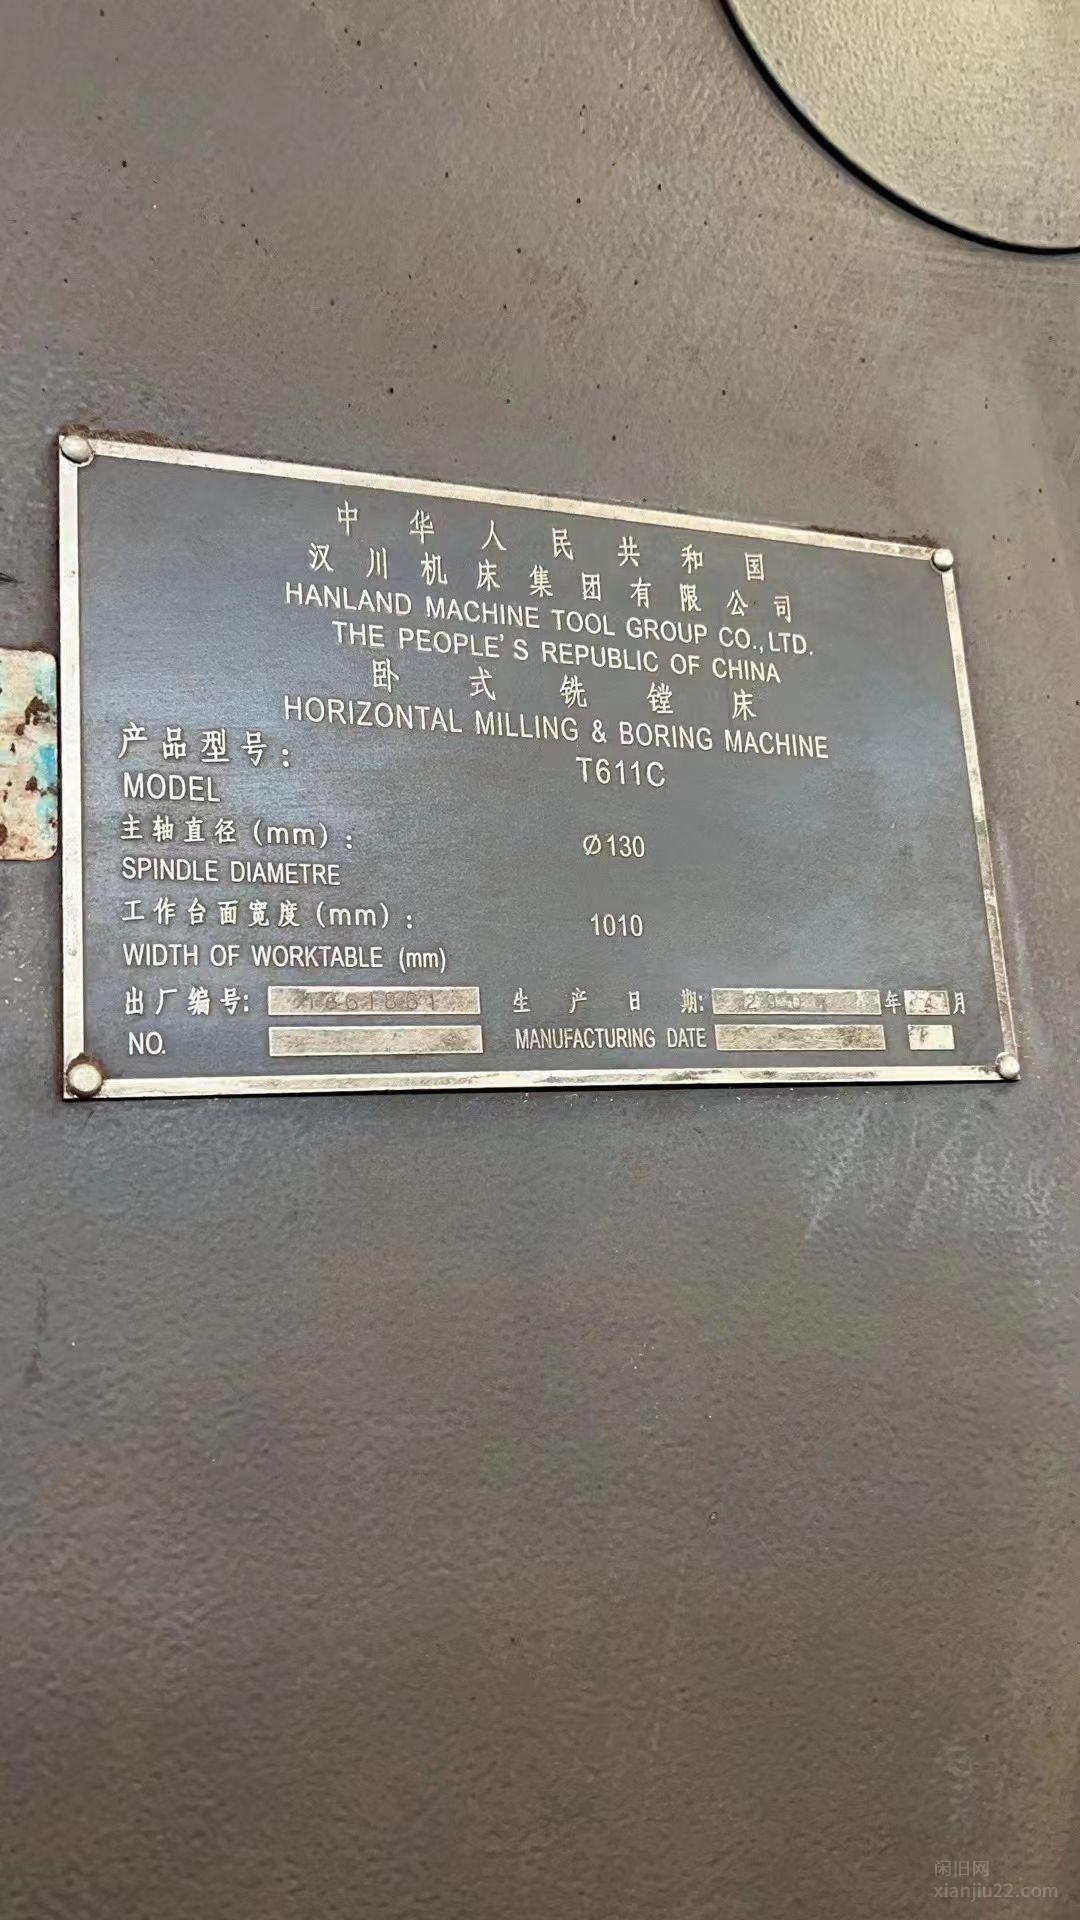 中华人民共和国
汉川机床集团有限公司
HANLAND MACHINE TOOL GROUP CO.,LTD.
THE PEOPLE'S REPUBLIC OF CHINA
卧式铣镗床
HORIZONTAL MILLING & BORING MACHINE
产品型号: T611C
MODEL
主轴直径(mm): Ø130
SPINDLE DIAMETRE
工作台面宽度(mm): 1010
WIDTH OF WORKTABLE (mm)
出厂编号: 生产日期: 年 月
NO. MANUFACTURING DATE
闲旧网
xianjiu22.com